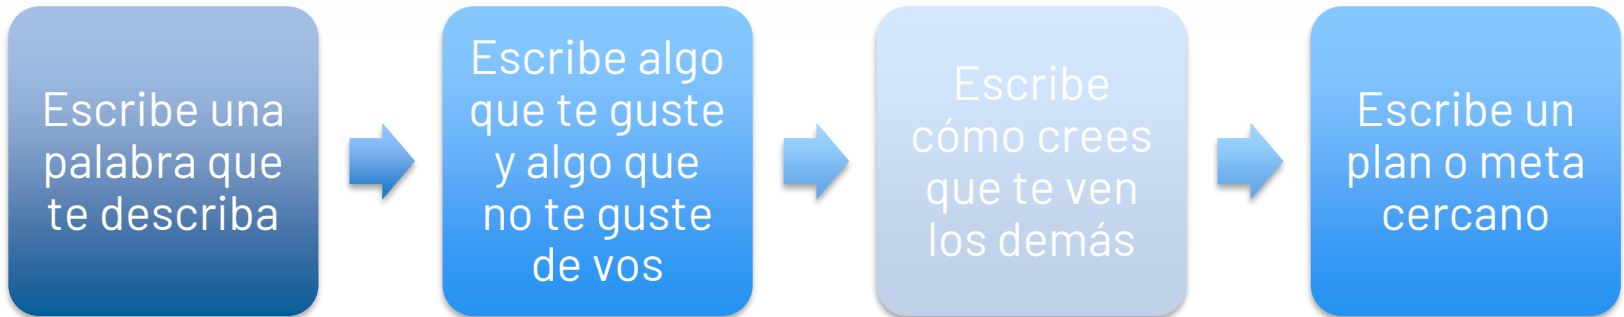 Escribe una
palabra que
te describa
Escribe algo
que te guste
y algo que
no te guste
de vos
Escribe
cómo crees
que te ven
los demás
Escribe un
plan o meta
cercano